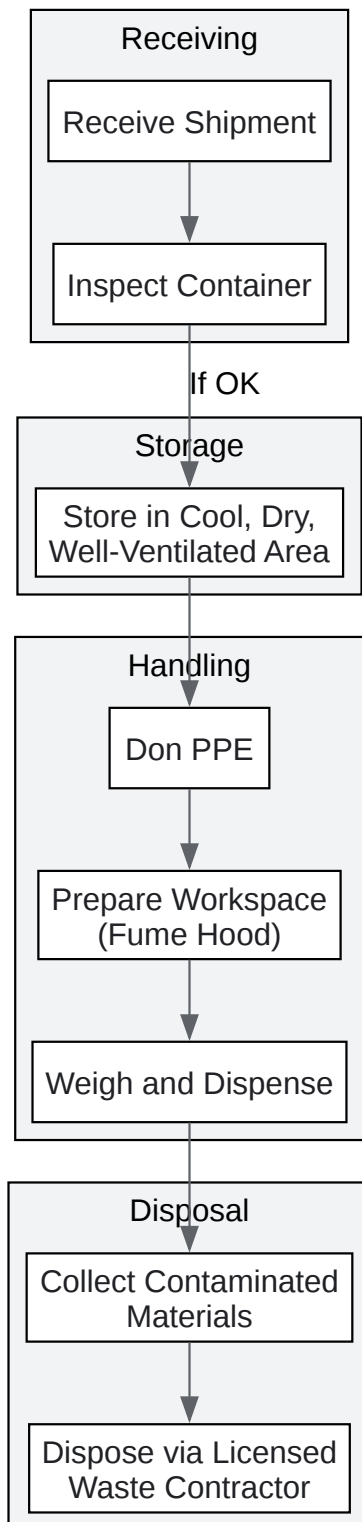 Receiving
Receive Shipment
Inspect Container
If OK
Storage
Store in Cool, Dry,
Well-Ventilated Area
Handling
Don PPE
Prepare Workspace
(Fume Hood)
Weigh and Dispense
Disposal
Collect Contaminated
Materials
Dispose via Licensed
Waste Contractor